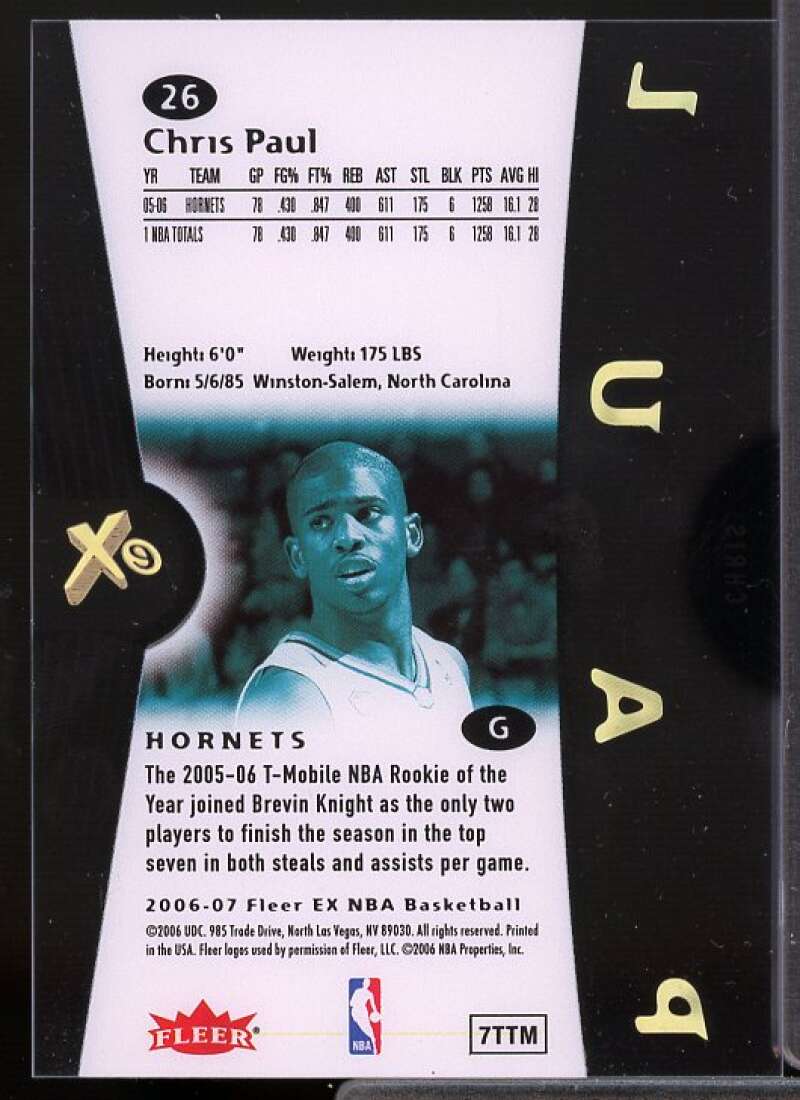 26
Chris Paul
YR TEAM GP FG% FT% REB AST STL BLK PTS AVG HI
05-06 HORNETS 78 .430 .847 400 611 175 6 1258 16.1 28
1 NBA TOTALS 78 .430 .847 400 611 175 6 1258 16.1 28
Height: 6'0" Weight: 175 LBS
Born: 5/6/85 Winston-Salem, North Carolina
eX
G
HORNETS
The 2005-06 T-Mobile NBA Rookie of the
Year joined Brevin Knight as the only two
players to finish the season in the top
seven in both steals and assists per game.
2006-07 Fleer EX NBA Basketball
©2006 UDC. 985 Trade Drive, North Las Vegas, NV 89030. All rights reserved. Printed
in the USA. Fleer logos used by permission of Fleer, LLC. ©2006 NBA Properties, Inc.
FLEER®
NBA
7TTM
PAUL
CHRIS